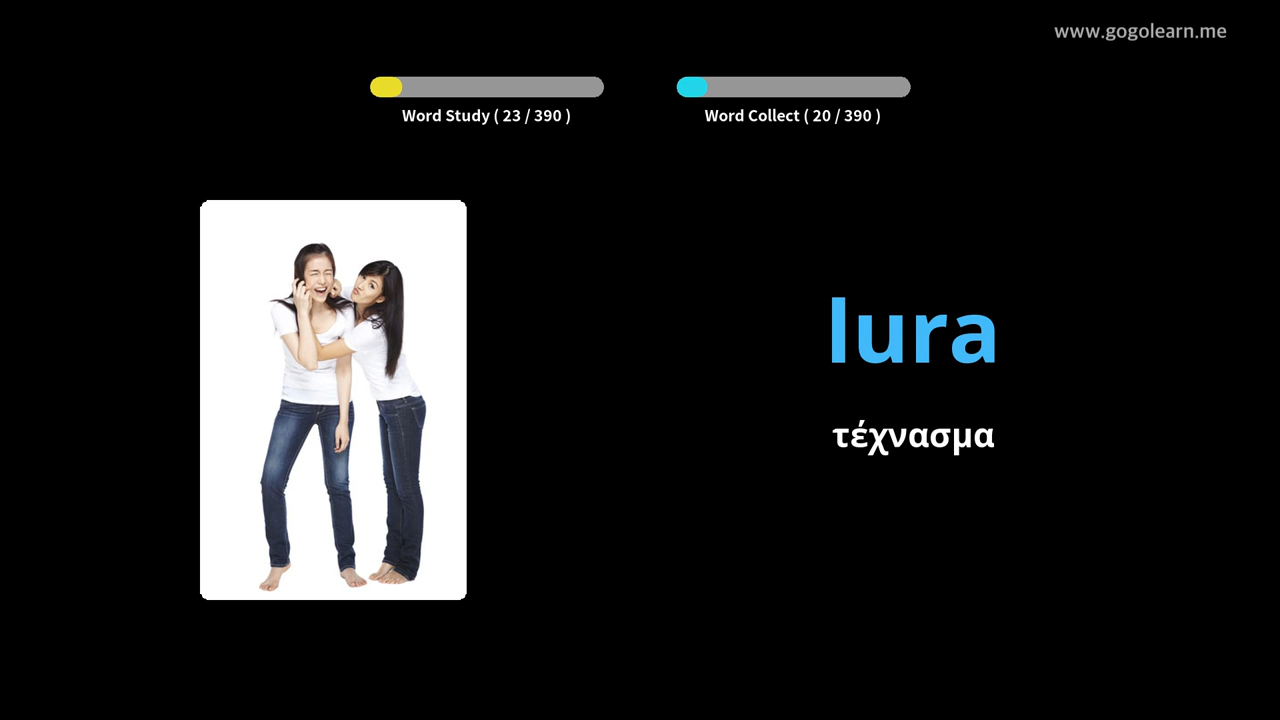 www.gogolearn.me
Word Study ( 23 / 390 )
Word Collect ( 20 / 390 )
lura
τέχνασμα